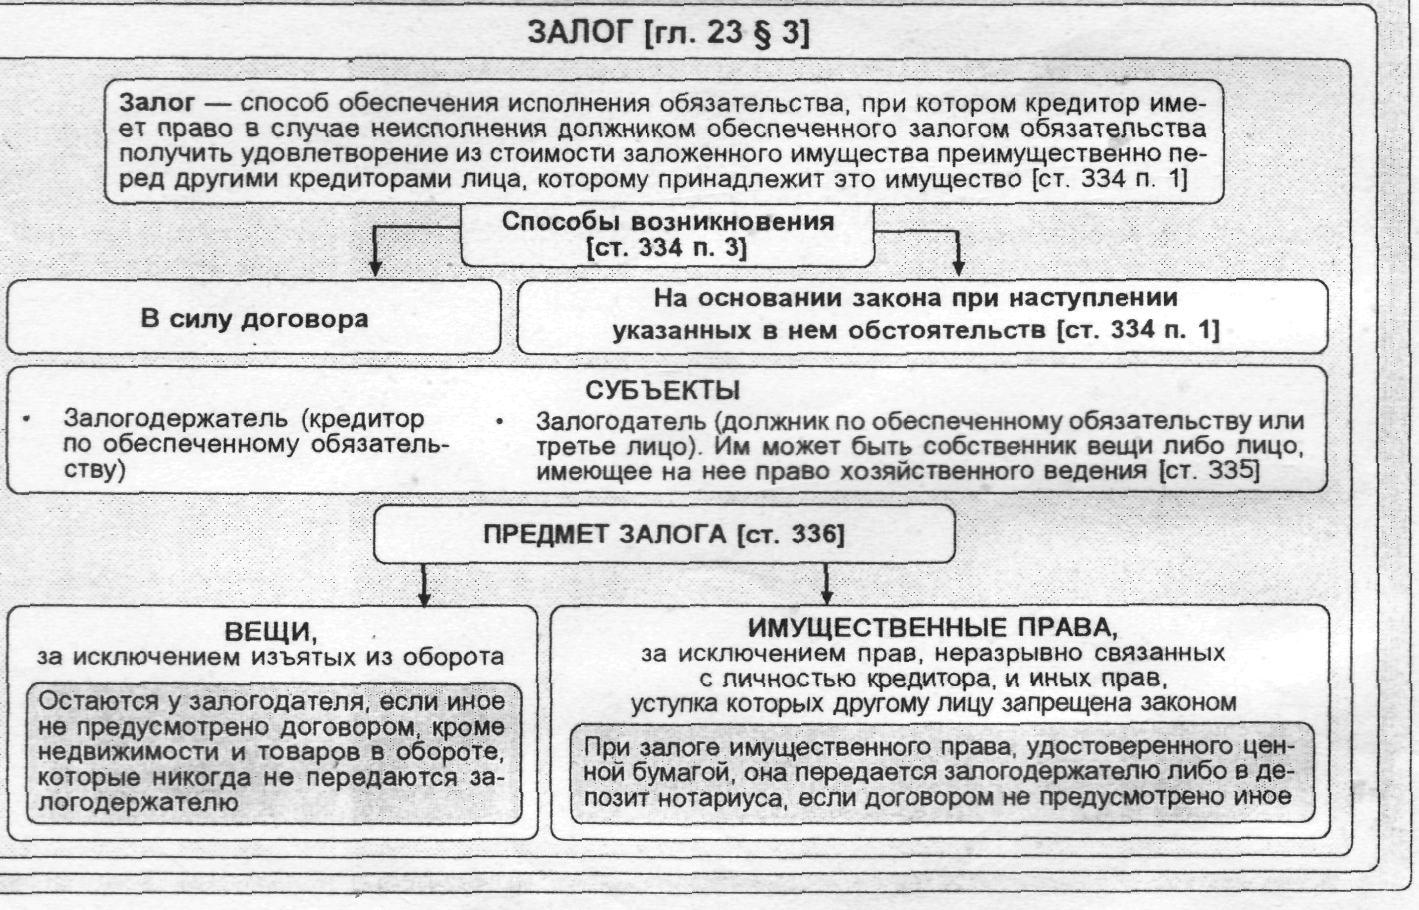 ЗАЛОГ [гл. 23 § 3]
Залог — способ обеспечения исполнения обязательства, при котором кредитор име-
ет право в случае неисполнения должником обеспеченного залогом обязательства
получить удовлетворение из стоимости заложенного имущества преимущественно пе-
ред другими кредиторами лица, которому принадлежит это имущество [ст. 334 п. 1]
Способы возникновения
[ст. 334 п. 3]
В силу договора
На основании закона при наступлении
указанных в нем обстоятельств [ст. 334 п. 1]
СУБЪЕКТЫ
• Залогодержатель (кредитор
по обеспеченному обязатель-
ству)
• Залогодатель (должник по обеспеченному обязательству или
третье лицо). Им может быть собственник вещи либо лицо,
имеющее на нее право хозяйственного ведения [ст. 335]
ПРЕДМЕТ ЗАЛОГА [ст. 336]
ВЕЩИ,
за исключением изъятых из оборота
Остаются у залогодателя, если иное
не предусмотрено договором, кроме
недвижимости и товаров в обороте,
которые никогда не передаются за-
логодержателю
ИМУЩЕСТВЕННЫЕ ПРАВА,
за исключением прав, неразрывно связанных
с личностью кредитора, и иных прав,
уступка которых другому лицу запрещена законом
При залоге имущественного права, удостоверенного цен-
ной бумагой, она передается залогодержателю либо в де-
позит нотариуса, если договором не предусмотрено иное